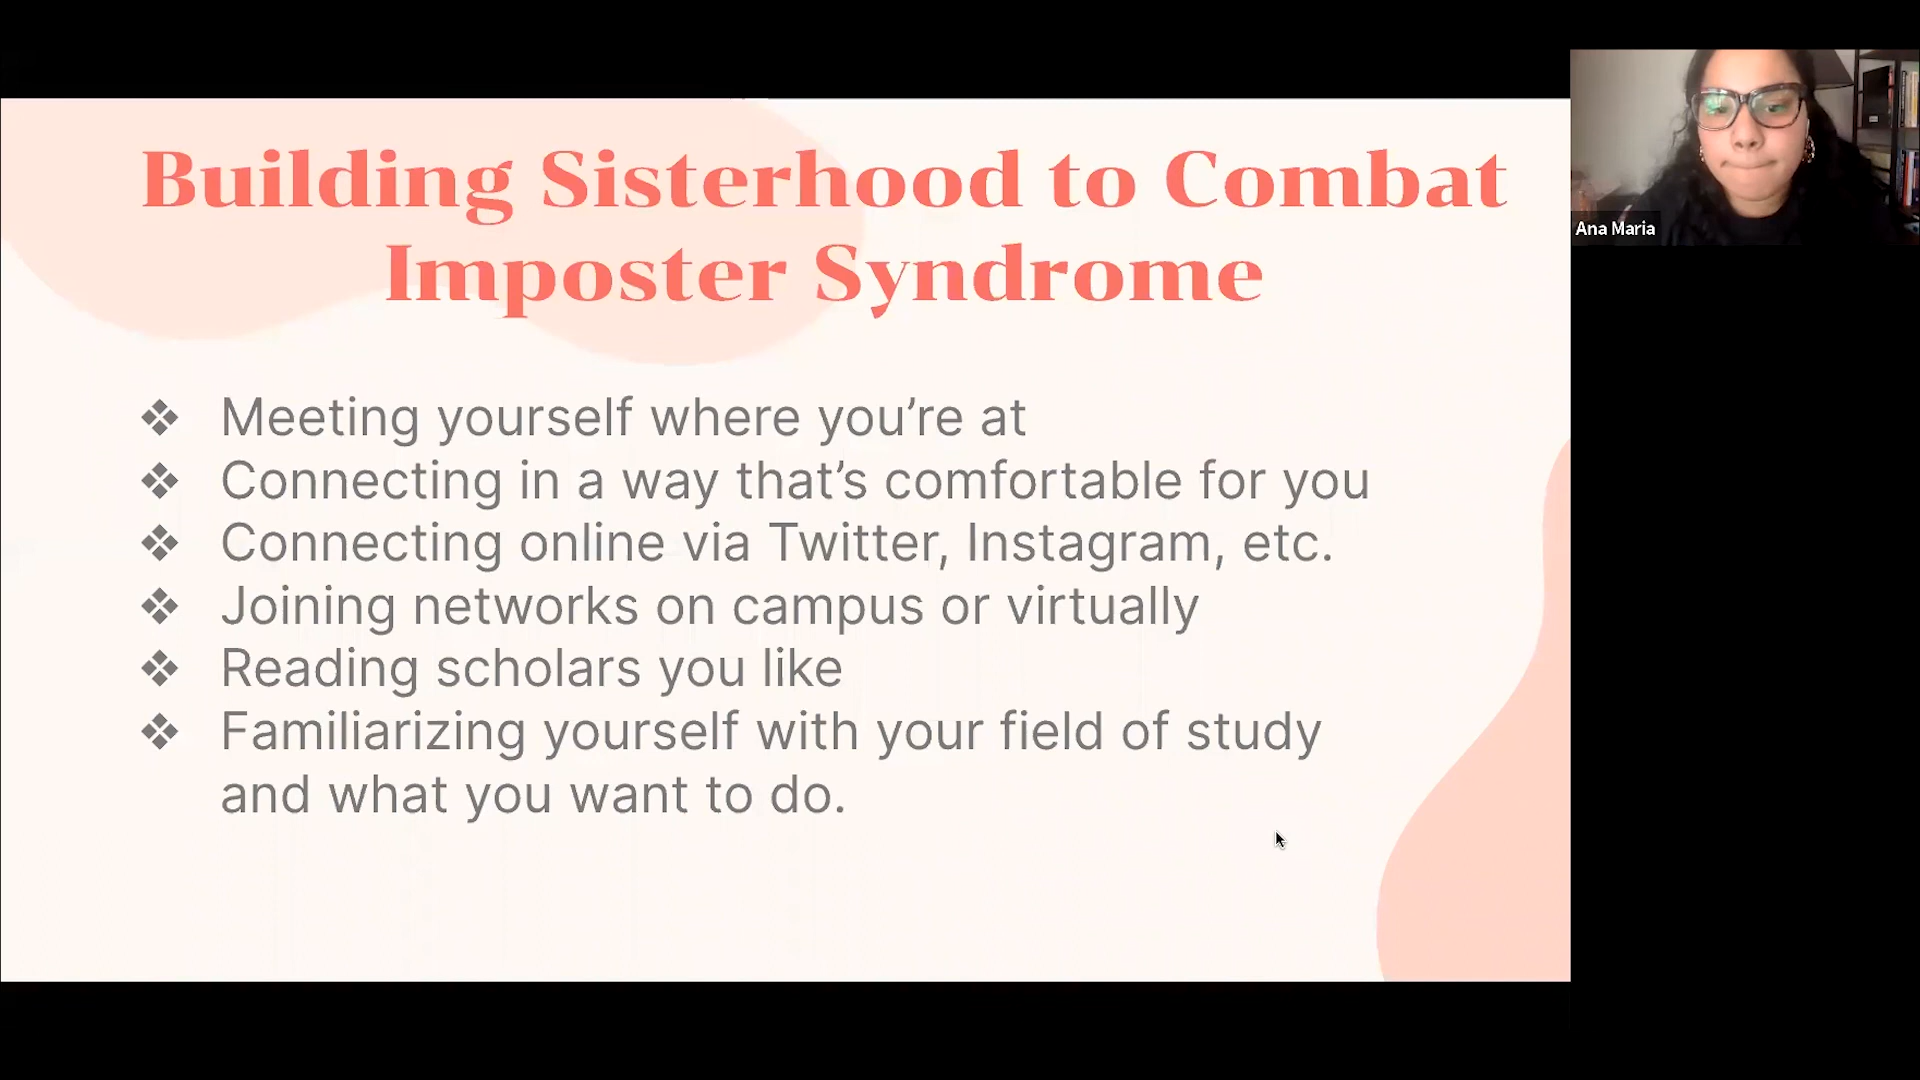 Building Sisterhood to Combat
Imposter Syndrome
❖ Meeting yourself where you’re at
❖ Connecting in a way that’s comfortable for you
❖ Connecting online via Twitter, Instagram, etc.
❖ Joining networks on campus or virtually
❖ Reading scholars you like
❖ Familiarizing yourself with your field of study
and what you want to do.
Ana Maria